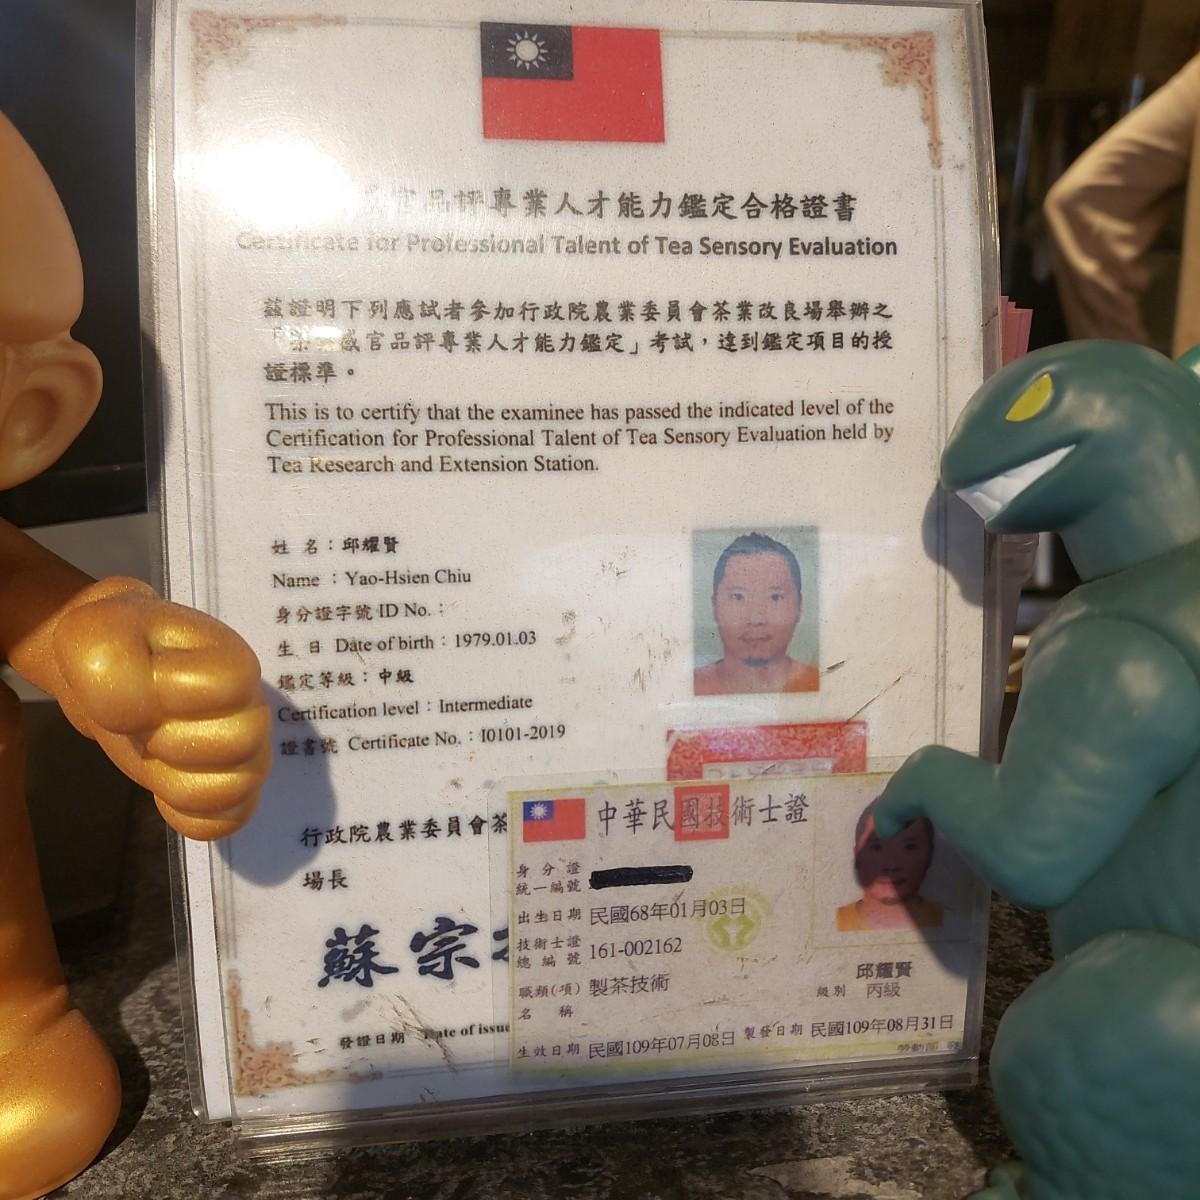 官品評專業人才能力鑑定合格證書
Certificate for Professional Talent of Tea Sensory Evaluation
茲證明下列應試者參加行政院農業委員會茶業改良場舉辦之
感官品評專業人才能力鑑定」考試，達到鑑定項目的授
證標準。
This is to certify that the examinee has passed the indicated level of the
Certification for Professional Talent of Tea Sensory Evaluation held by
Tea Research and Extension Station.
姓 名：邱耀賢
Name：Yao-Hsien Chiu
身分證字號 ID No.：
生 日 Date of birth：1979.01.03
鑑定等級：中級
Certification level：Intermediate
證書號 Certificate No.：I0101-2019
行政院農業委員會茶
場長
蘇宗
發證日期 Date of issue
中華民國技術士證
身分證
統一編號
出生日期 民國68年01月03日
技術士證
總編號 161-002162
職類(項) 製茶技術
名稱
邱耀賢
級別 丙級
生效日期 民國109年07月08日 製發日期 民國109年08月31日
勞動部